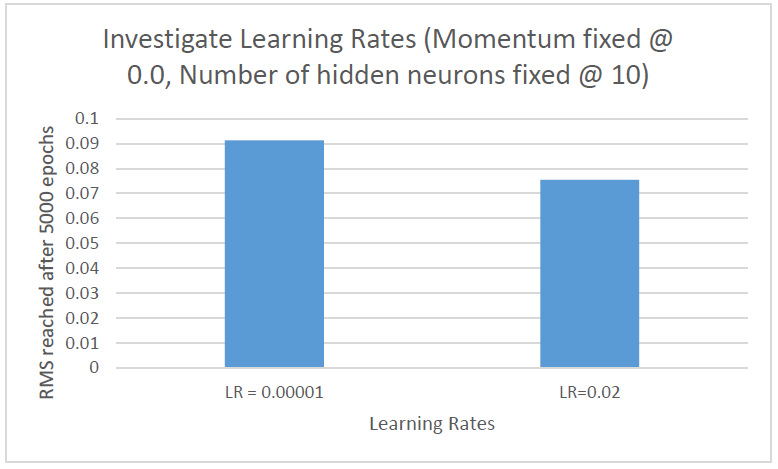 Investigate Learning Rates (Momentum fixed @
0.0, Number of hidden neurons fixed @ 10)
RMS reached after 5000 epochs
0.1
0.09
0.08
0.07
0.06
0.05
0.04
0.03
0.02
0.01
0
LR = 0.00001
LR=0.02
Learning Rates